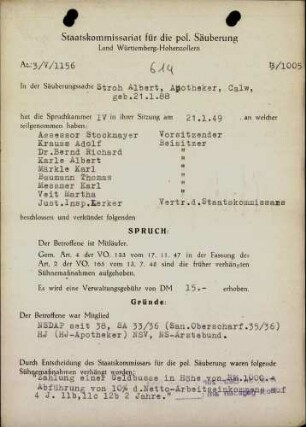 Staatskommissariat für die pol. Säuberung
Land Württemberg-Hohenzollern
Az: 3/V/1156
614
B/1005
In der Säuberungssache Stroh Albert, Apotheker, Calw,
geb.21.1.88
hat die Spruchkammer IV in ihrer Sitzung am 21.1.49 an welcher
teilgenommen haben:
Assessor Stockmayer Vorsitzender
Krauss Adolf Beisitzer
Dr.Bernd Richard "
Karle Albert "
Märkle Karl "
Baumann Thomas "
Messner Karl "
Veit Martha "
Just.Insp.Kerker Vertr.d.Staatskommissars
beschlossen und verkündet folgenden
SPRUCH:
Der Betroffene ist Mitläufer.
Gem. Art. 4 der VO. 133 vom 17. 11. 47 in der Fassung des
Art. 2 der VO. 165 vom 13. 7. 48 sind die früher verhängten
Sühnemaßnahmen aufgehoben.
Es wird eine Verwaltungsgebühr von DM 15.- erhoben.
Gründe:
Der Betroffene war Mitglied
NSDAP seit 38, SA 33/36 (San.Oberscharf.35/36)
HJ (HJ-Apotheker) NSV, NS-Ärztebund.
Durch Entscheidung des Staatskommissars für die pol. Säuberung waren folgende
Sühnemaßnahmen verhängt worden:
"Zahlung einer Geldbusse in Höhe von RM.1000.-
Abführung von 10% d.Netto-Arbeitseinkommens auf
4 J. 11b,11c 12b 2 Jahre."